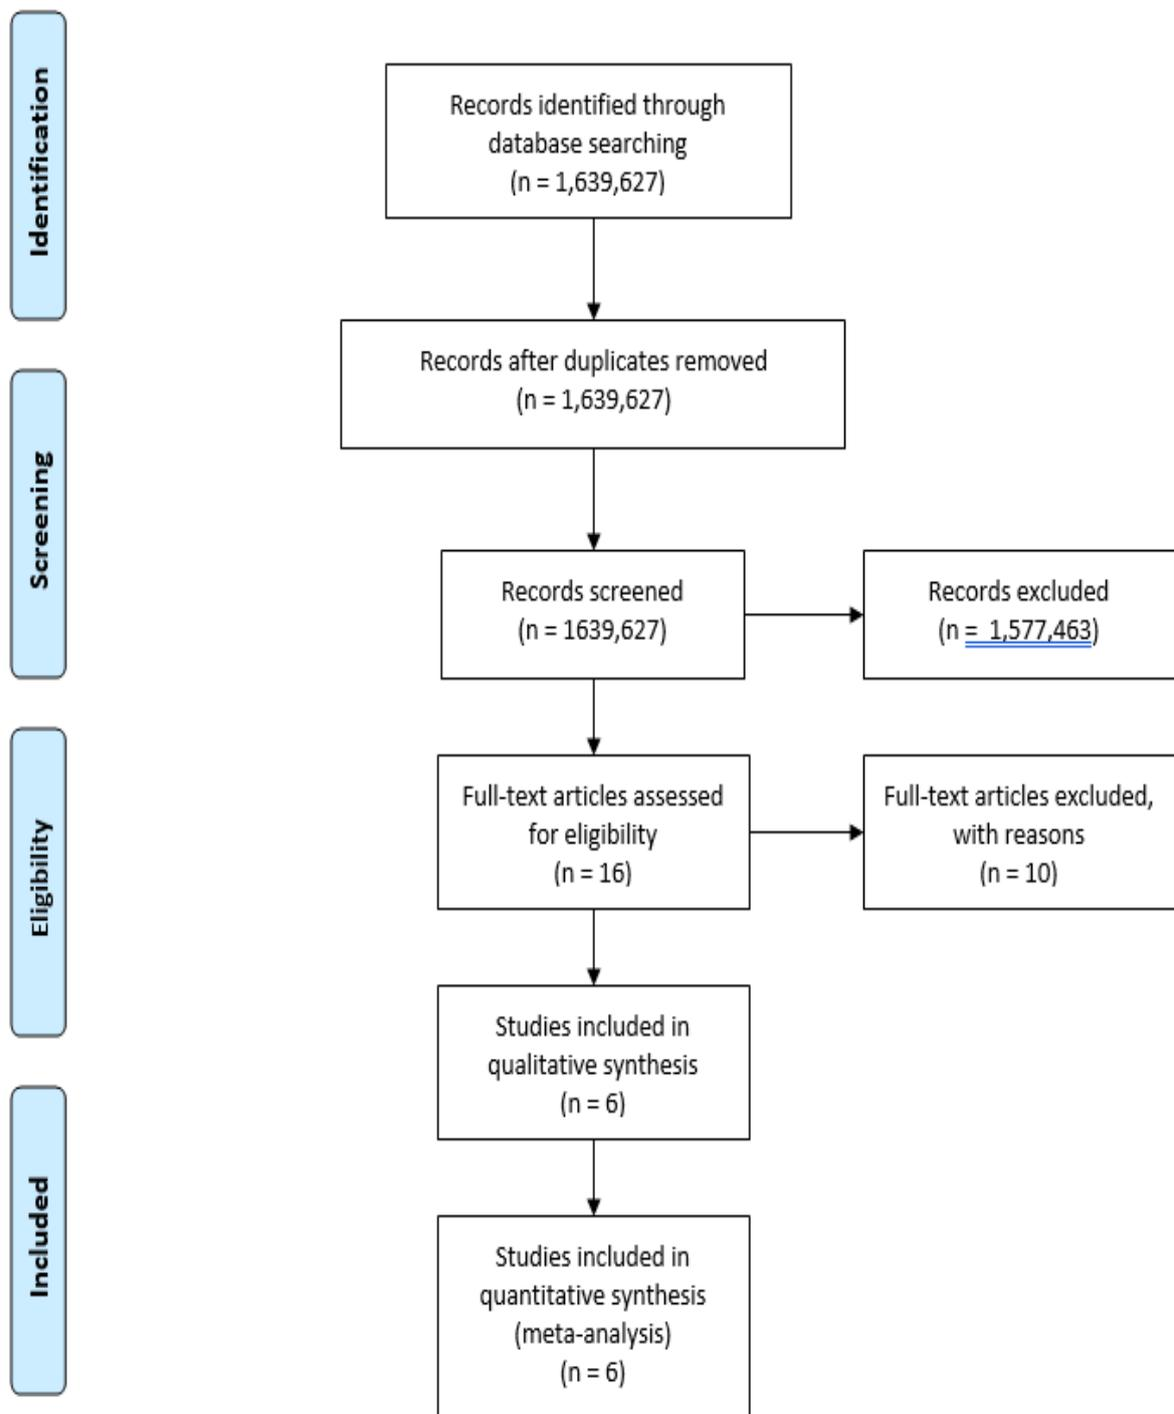 Identification
Records identified through
database searching
(n = 1,639,627)
Records after duplicates removed
(n = 1,639,627)
Screening
Records screened
(n = 1639,627)
Records excluded
(n =  1,577,463)
Eligibility
Full-text articles assessed
for eligibility
(n = 16)
Full-text articles excluded,
with reasons
(n = 10)
Studies included in
qualitative synthesis
(n = 6)
Included
Studies included in
quantitative synthesis
(meta-analysis)
(n = 6)